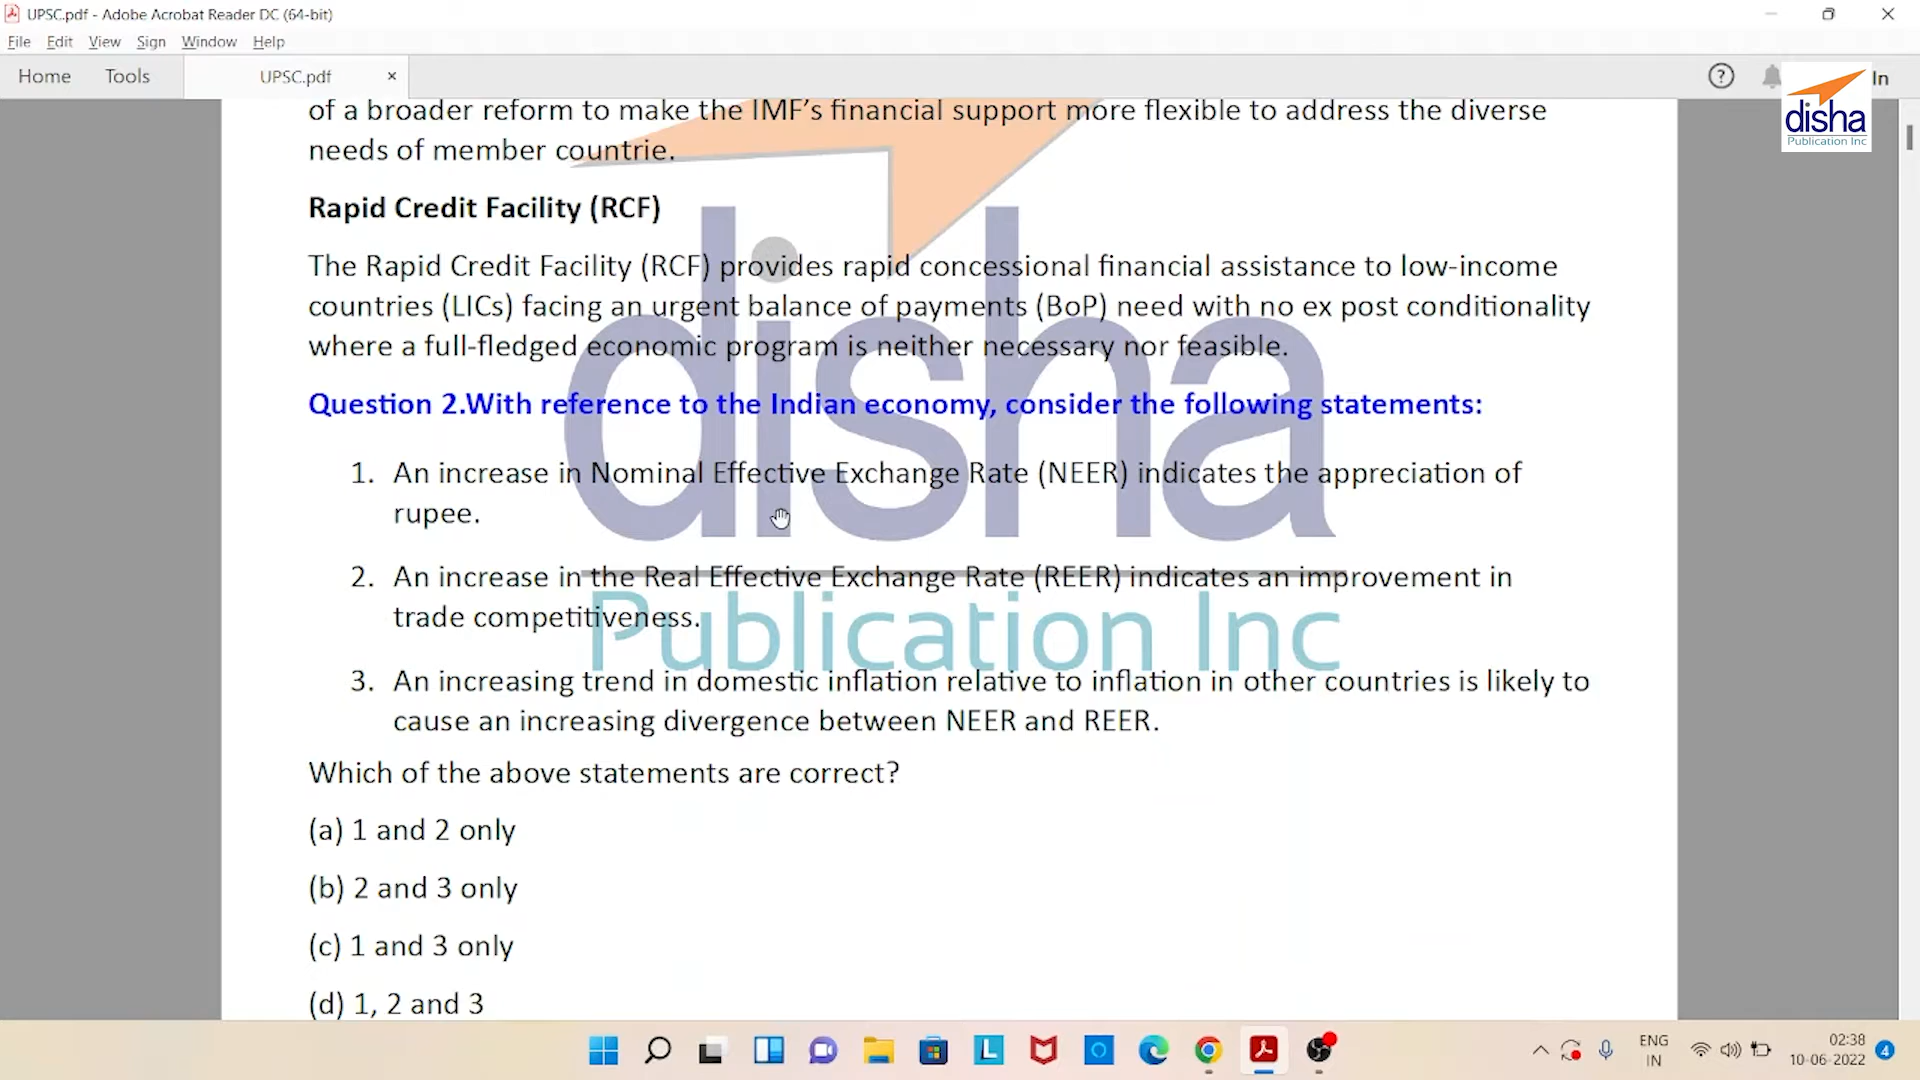 UPSC.pdf - Adobe Acrobat Reader DC (64-bit)
File Edit View Sign Window Help
Home Tools UPSC.pdf × In
disha
Publication Inc
of a broader reform to make the IMF's financial support more flexible to address the diverse
needs of member countrie.
Rapid Credit Facility (RCF)
The Rapid Credit Facility (RCF) provides rapid concessional financial assistance to low-income
countries (LICs) facing an urgent balance of payments (BoP) need with no ex post conditionality
where a full-fledged economic program is neither necessary nor feasible.
Question 2.With reference to the Indian economy, consider the following statements:
1. An increase in Nominal Effective Exchange Rate (NEER) indicates the appreciation of
rupee.
2. An increase in the Real Effective Exchange Rate (REER) indicates an improvement in
trade competitiveness.
3. An increasing trend in domestic inflation relative to inflation in other countries is likely to
cause an increasing divergence between NEER and REER.
Which of the above statements are correct?
(a) 1 and 2 only
(b) 2 and 3 only
(c) 1 and 3 only
(d) 1, 2 and 3
disha
Publication Inc
ENG
IN
02:38
10-06-2022
4